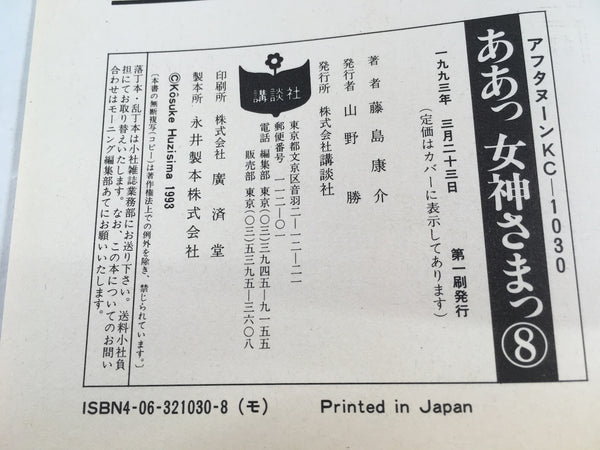 アフタヌーンKC―1030
ああっ女神さまっ⑧
一九九三年 三月二十三日 第一刷発行
(定価はカバーに表示してあります)
著者 藤島康介
発行者 山野勝
発行所 株式会社講談社
東京都文京区音羽二―一二―二一
郵便番号 一一二―〇一
電話 編集部 東京(〇三)三九四五―九一五五
販売部 東京(〇三)五三九五―三六〇八
講談社
印刷所 株式会社 廣済堂
製本所 永井製本株式会社
©Kōsuke Huzisima 1993
(本書の無断複写(コピー)は著作権法上での例外を除き、禁じられています。)
落丁本・乱丁本は小社雑誌業務部にお送り下さい。送料小社負
担にてお取り替えいたします。なお、この本についてのお問い
合わせはモーニング編集部あてにお願いいたします。
ISBN4-06-321030-8 (モ) Printed in Japan